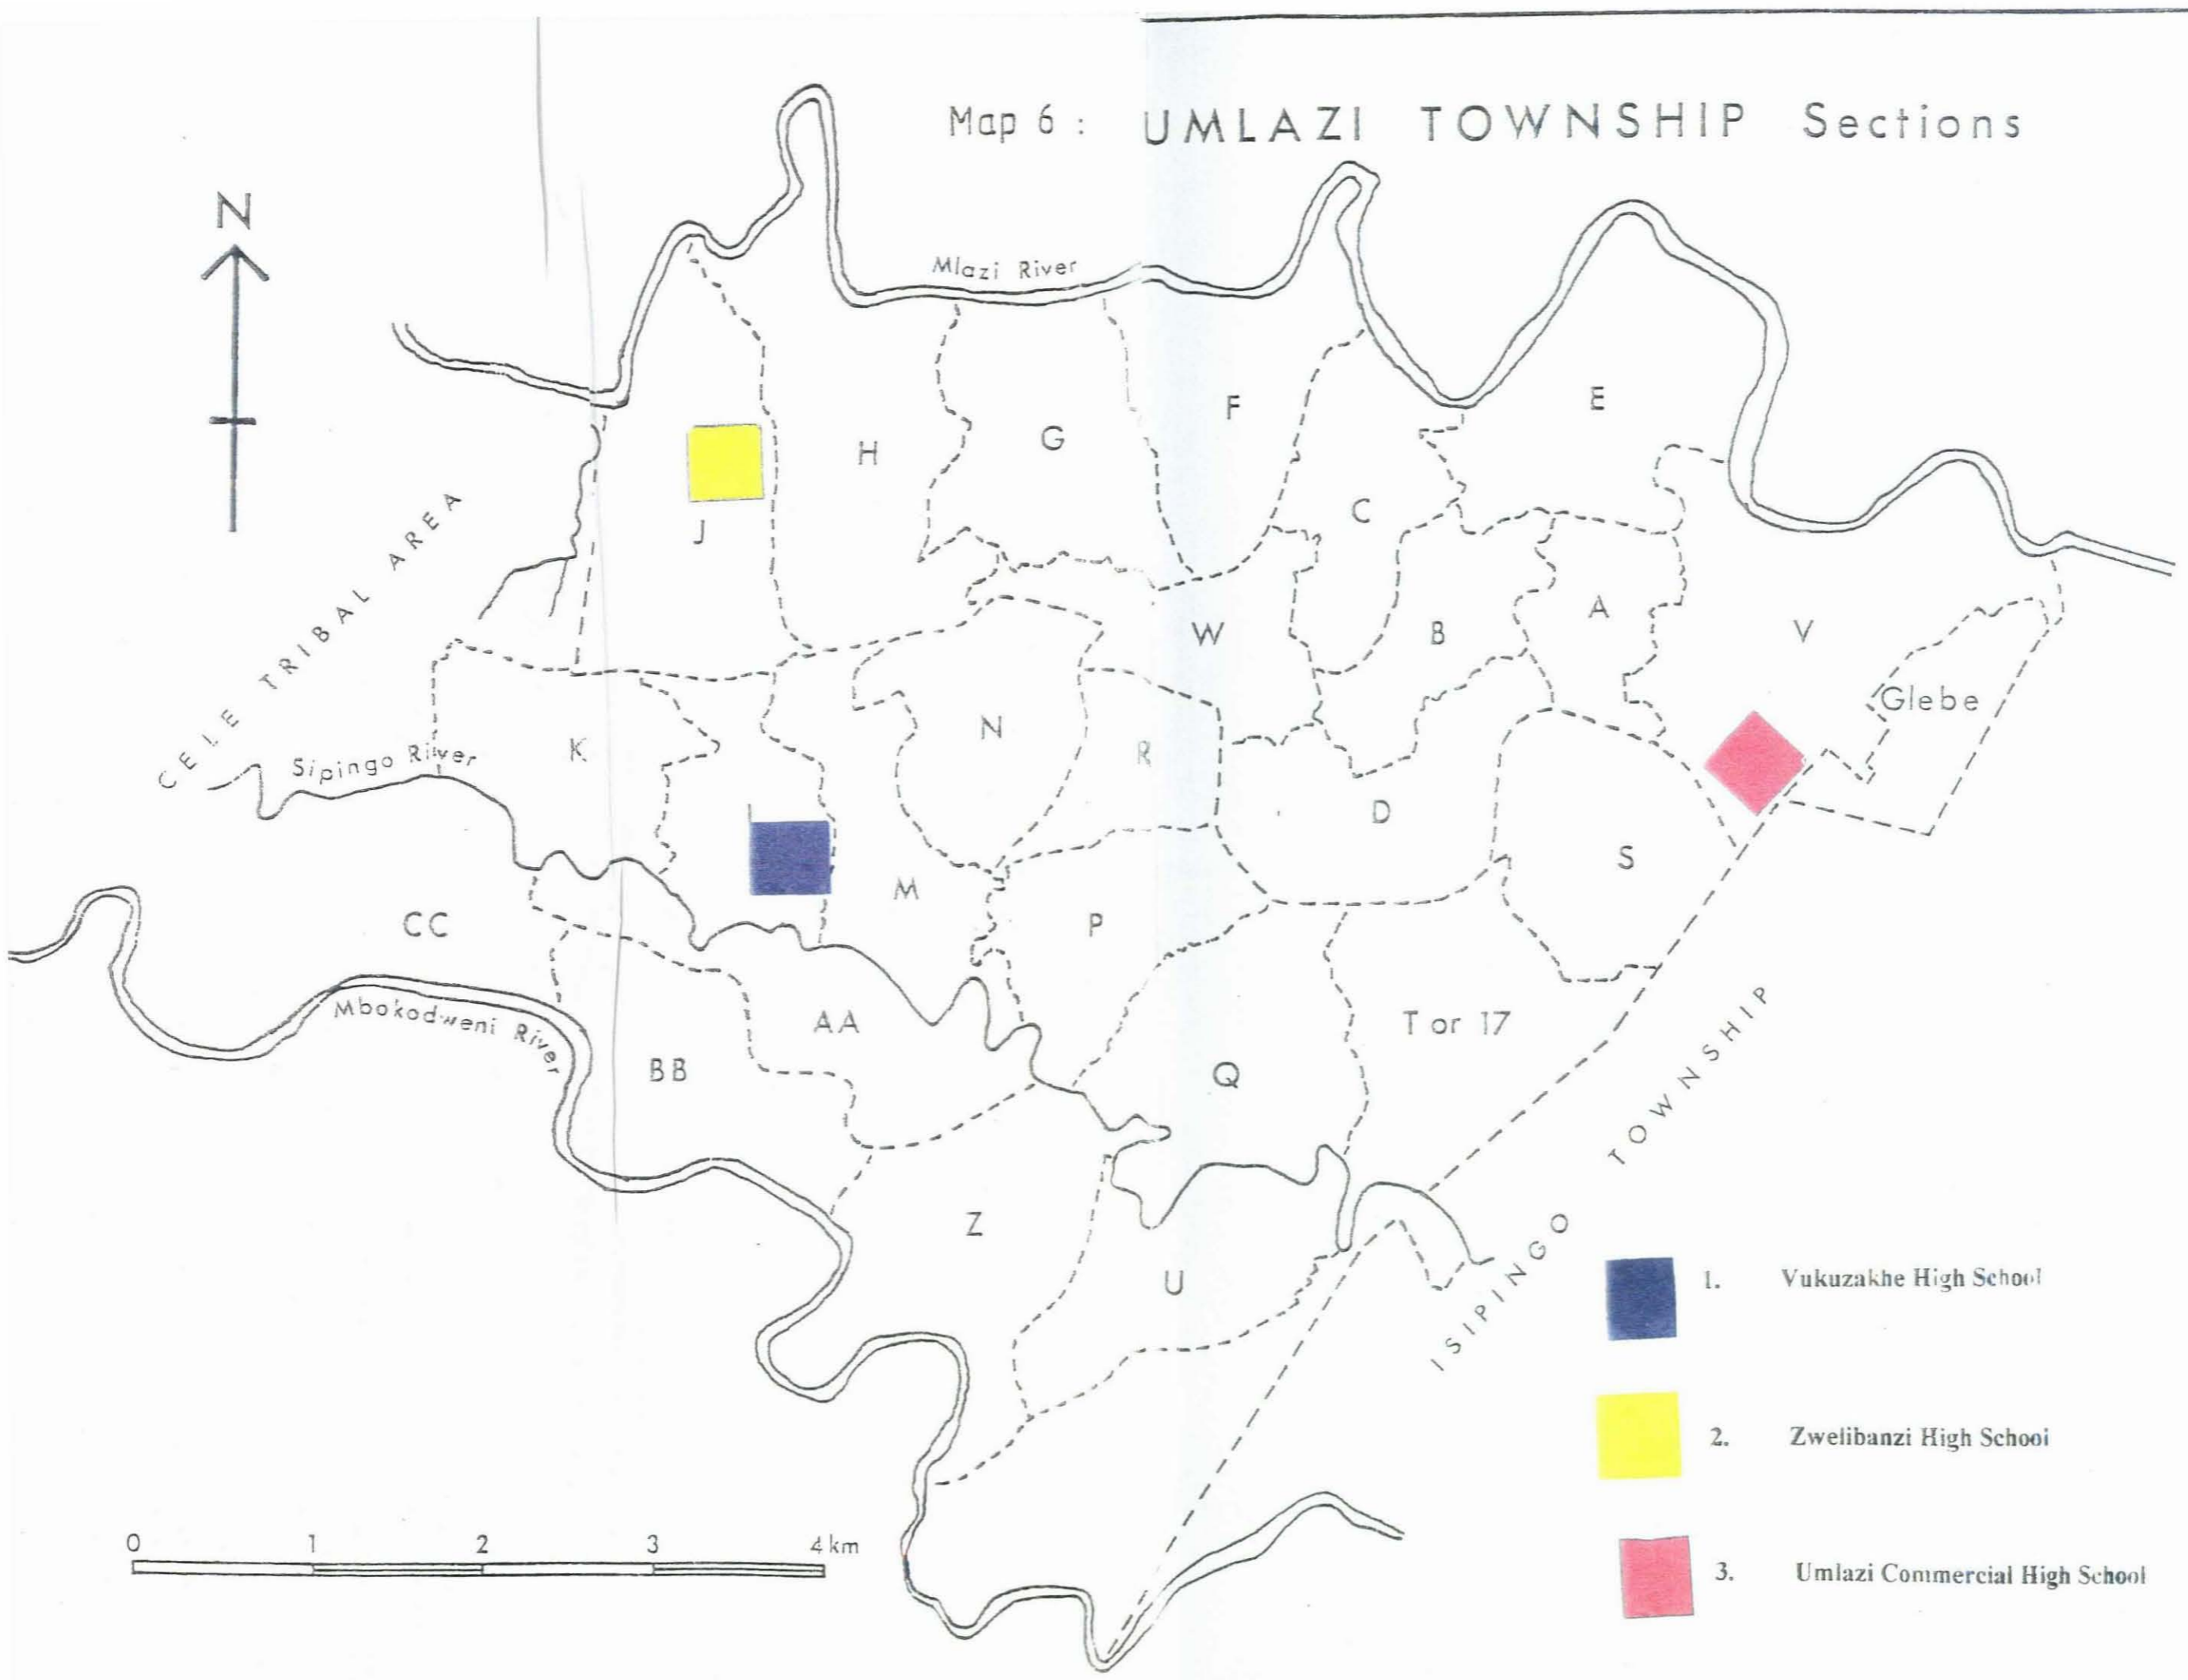 Map 6 : UMLAZI TOWNSHIP Sections
N
Mlazi River
E
F
G
H
C
J
CELE TRIBAL AREA
A
W
B
V
Glebe
N
K
R
Sipingo River
D
S
M
CC
P
Mbokodweni River
AA
T or 17
BB
Q
ISIPINGO TOWNSHIP
Z
U
1. Vukuzakhe High School
2. Zwelibanzi High School
0 1 2 3 4 km
3. Umlazi Commercial High School